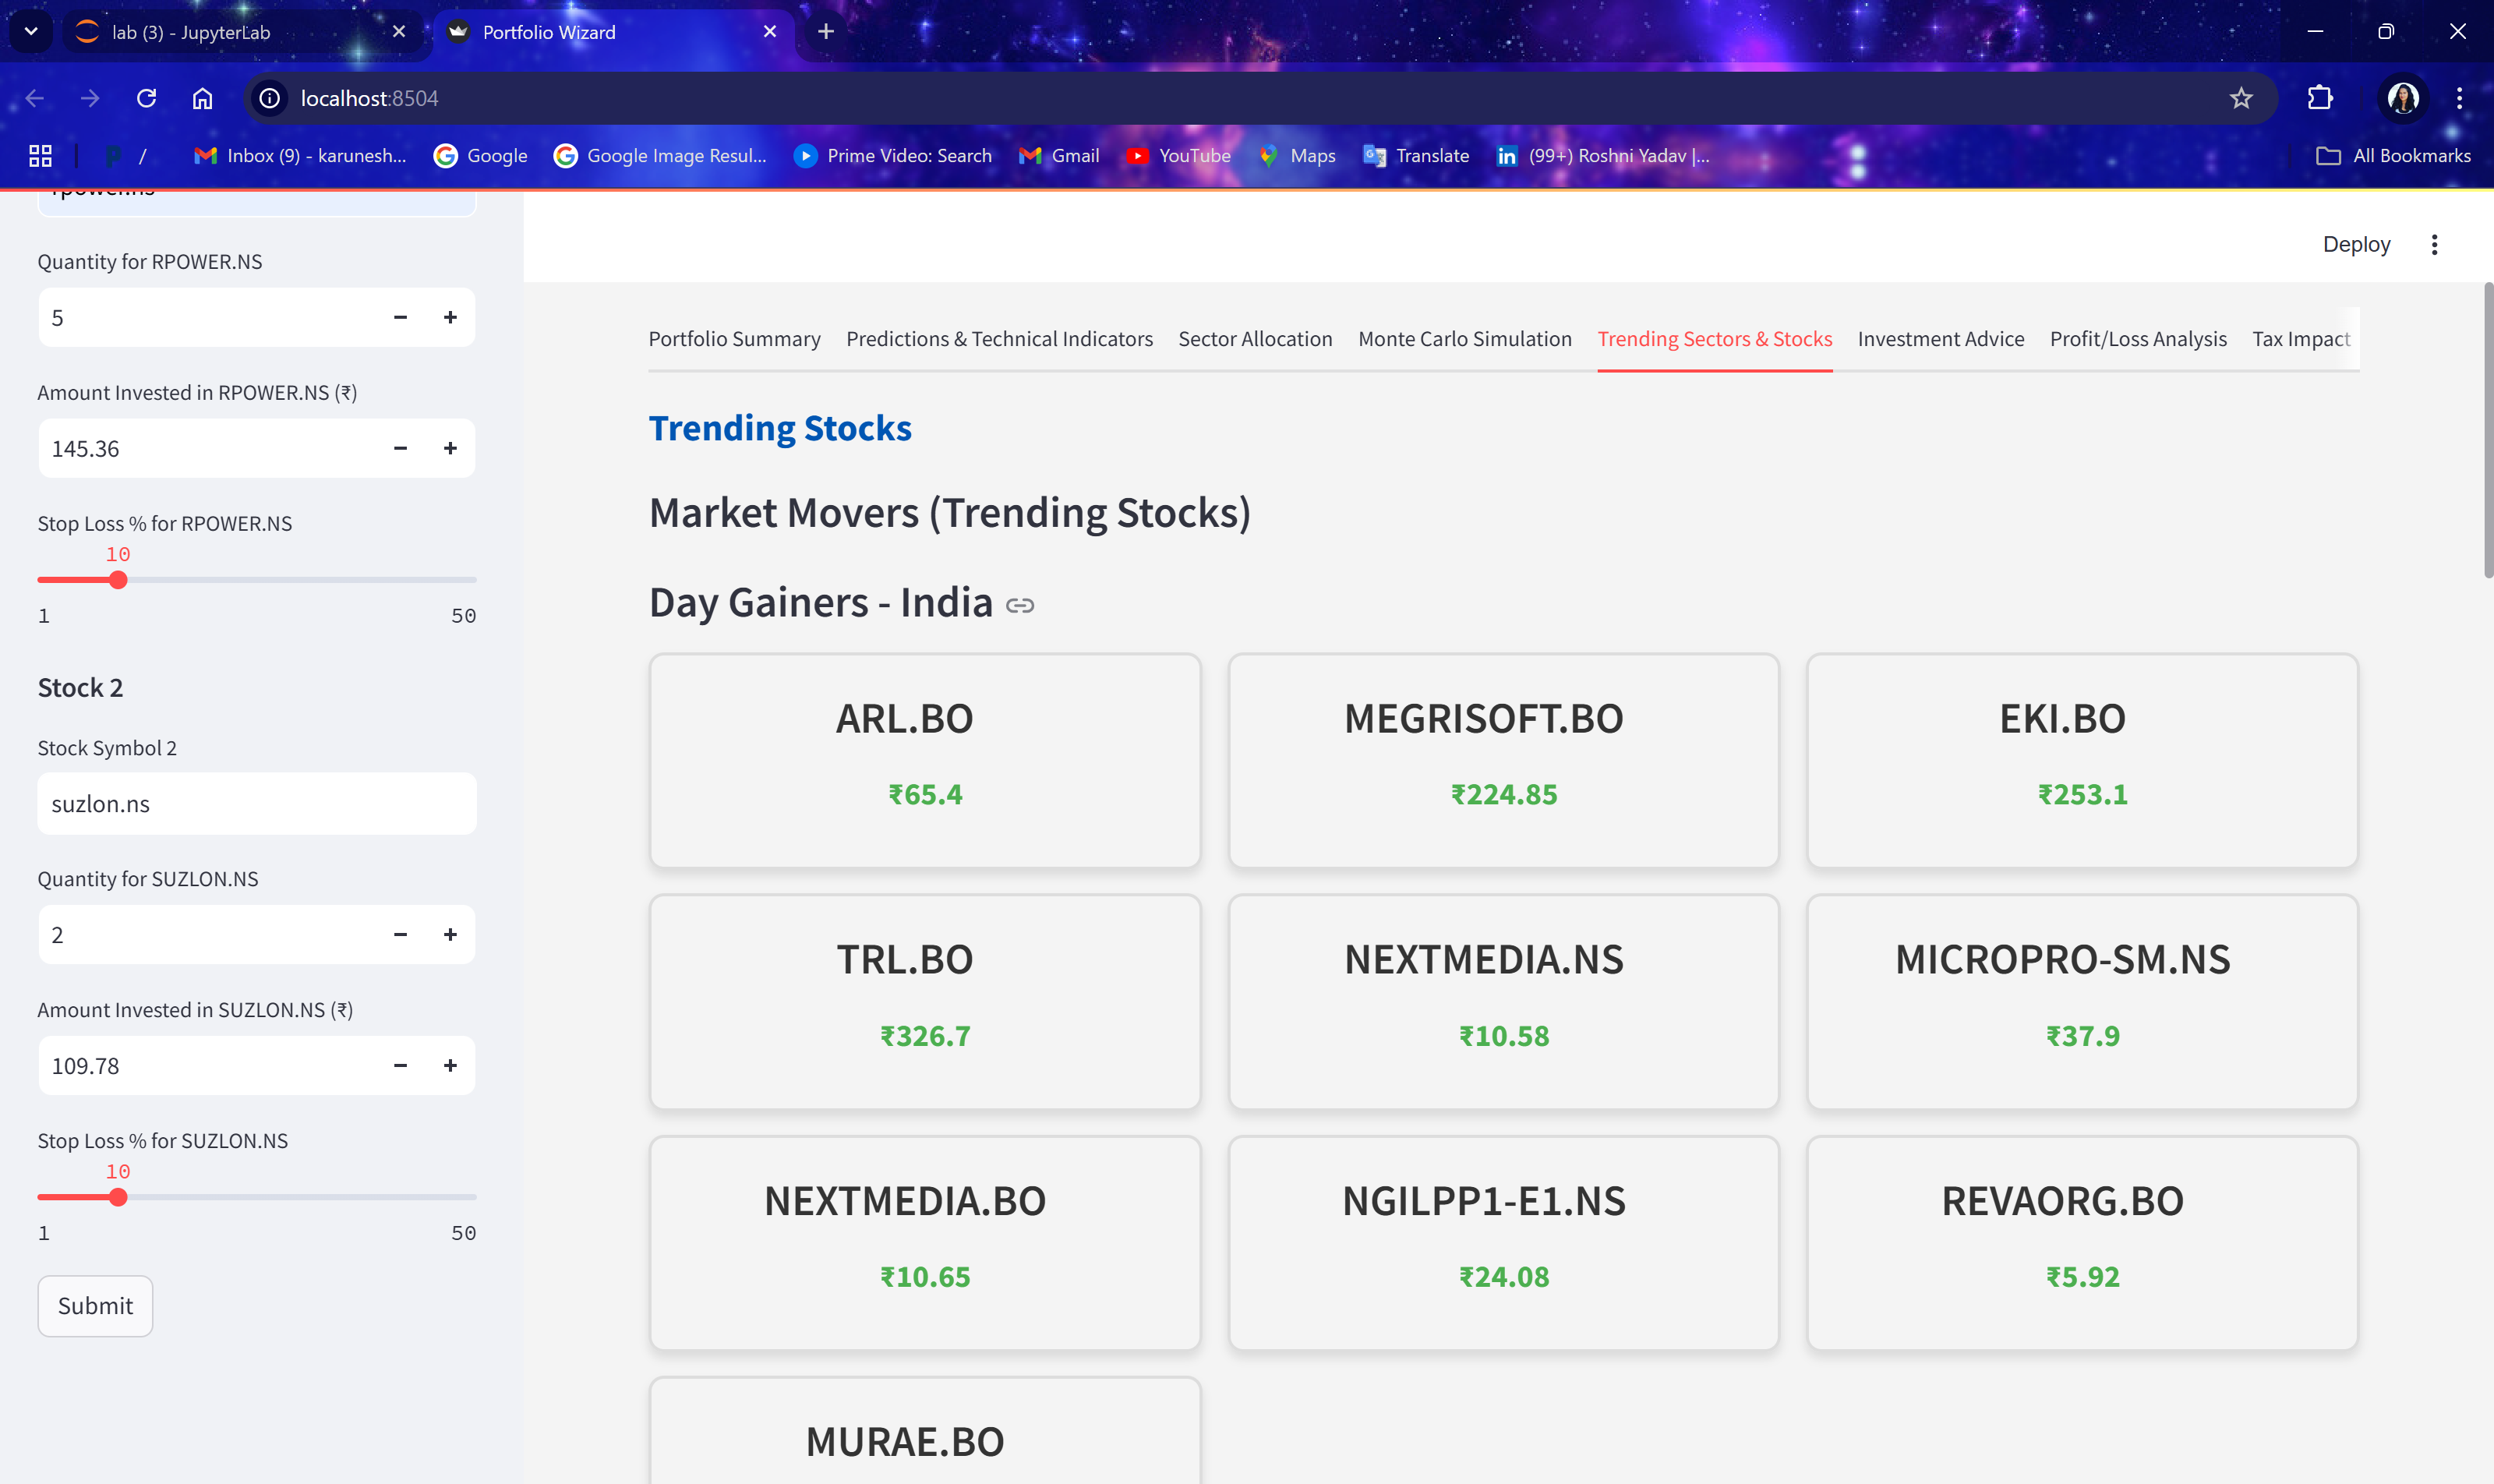 lab (3) - JupyterLab
Portfolio Wizard
localhost:8504
/
Inbox (9) - karunesh...
Google
Google Image Resul...
Prime Video: Search
Gmail
YouTube
Maps
Translate
(99+) Roshni Yadav |...
All Bookmarks
rpower.ns
Quantity for RPOWER.NS
5
Amount Invested in RPOWER.NS (₹)
145.36
Stop Loss % for RPOWER.NS
10
1 50
Stock 2
Stock Symbol 2
suzlon.ns
Quantity for SUZLON.NS
2
Amount Invested in SUZLON.NS (₹)
109.78
Stop Loss % for SUZLON.NS
10
1 50
Submit
Deploy
Portfolio Summary Predictions & Technical Indicators Sector Allocation Monte Carlo Simulation Trending Sectors & Stocks Investment Advice Profit/Loss Analysis Tax Impact
Trending Stocks
Market Movers (Trending Stocks)
Day Gainers - India
ARL.BO
₹65.4
MEGRISOFT.BO
₹224.85
EKI.BO
₹253.1
TRL.BO
₹326.7
NEXTMEDIA.NS
₹10.58
MICROPRO-SM.NS
₹37.9
NEXTMEDIA.BO
₹10.65
NGILPP1-E1.NS
₹24.08
REVAORG.BO
₹5.92
MURAE.BO